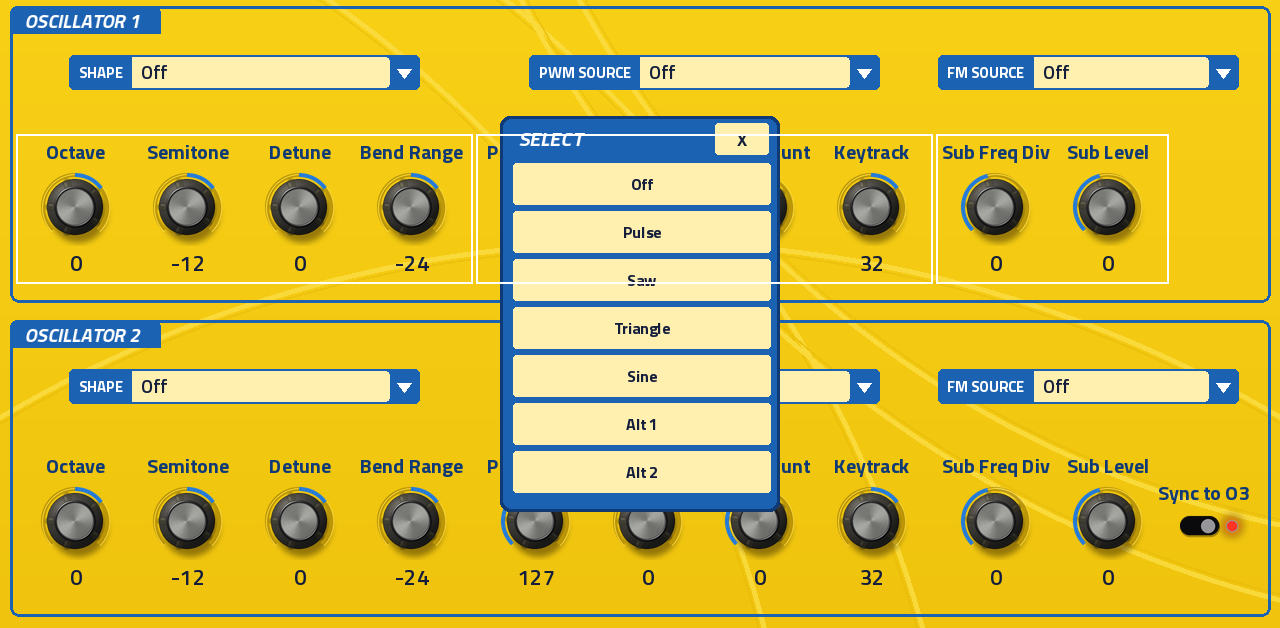 OSCILLATOR 1
SHAPE Off PWM SOURCE Off FM SOURCE Off
SELECT X
Octave Semitone Detune Bend Range Keytrack Sub Freq Div Sub Level
Off
Pulse
0 -12 0 -24 32 0 0
Saw
Triangle
OSCILLATOR 2
SHAPE Off FM SOURCE Off
Sine
Alt 1
Octave Semitone Detune Bend Range Keytrack Sub Freq Div Sub Level
Alt 2
Sync to O3
0 -12 0 -24 127 0 0 32 0 0